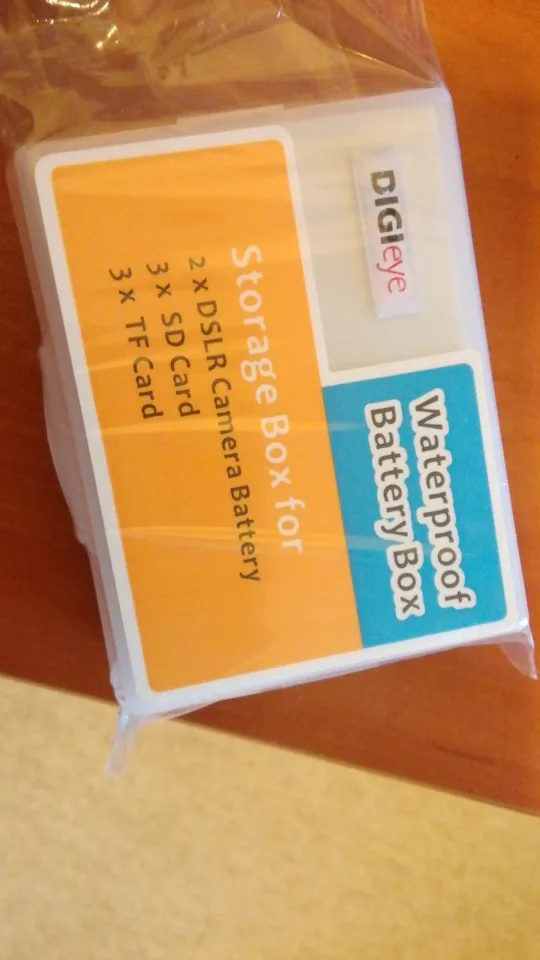 DIGIeye
Waterproof
Battery Box
Storage Box for
2 x DSLR Camera Battery
3 x SD Card
3 x TF Card